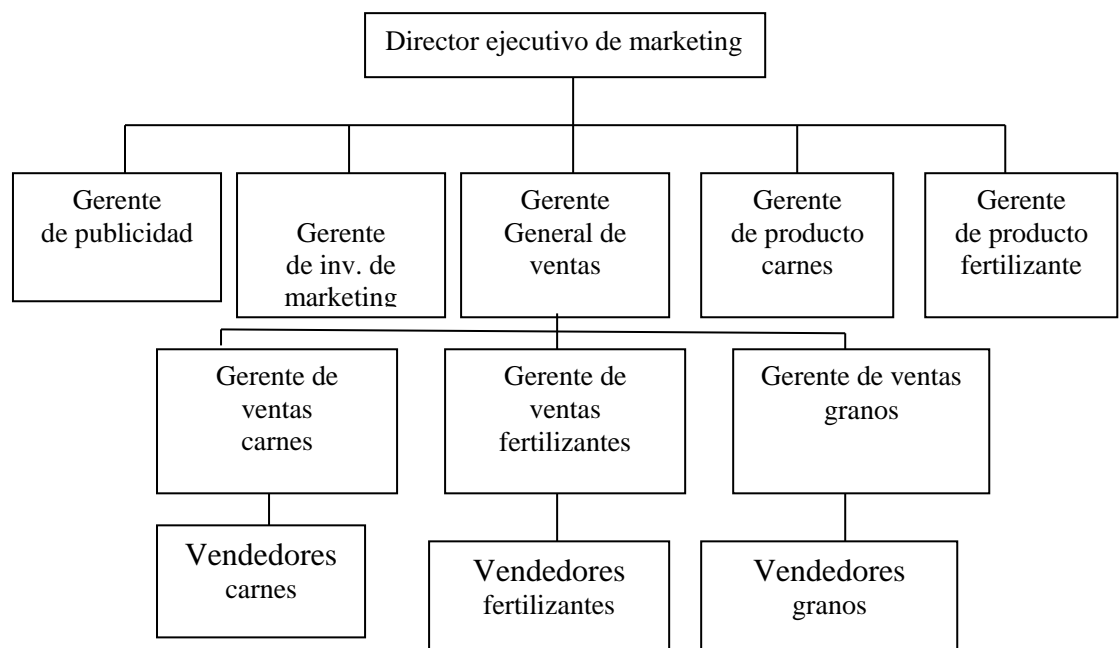 Director ejecutivo de marketing
Gerente
de publicidad
Gerente
de inv. de
marketing
Gerente
General de
ventas
Gerente
de producto
carnes
Gerente
de producto
fertilizante
Gerente de
ventas
carnes
Gerente de
ventas
fertilizantes
Gerente de ventas
granos
Vendedores
carnes
Vendedores
fertilizantes
Vendedores
granos